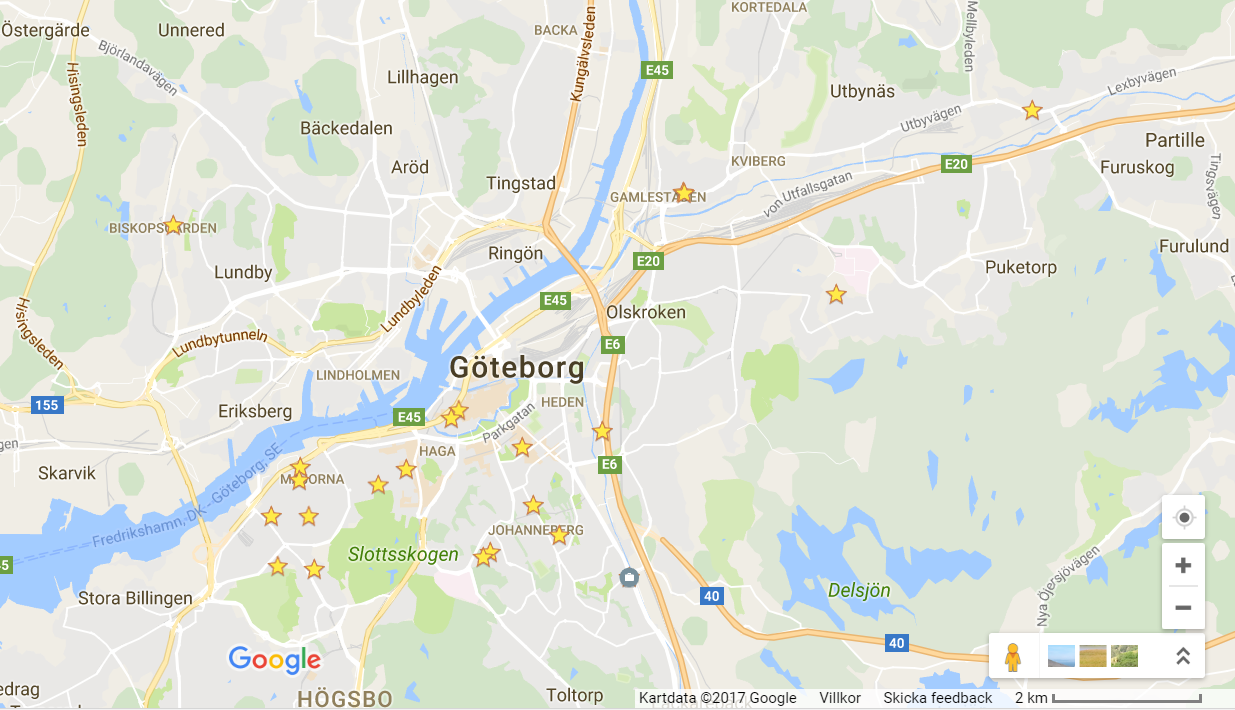 KORTEDALA
Östergärde
Unnered
BACKA
Mellbyleden
Björlandavägen
Kungälvsleden
Hisingsleden
Lillhagen
E45
Utbynäs
Lexbyvägen
Utbyvägen
Bäckedalen
Partille
KVIBERG
E20
Aröd
Furuskog
Tingstad
von Utfallsgatan
Tingsvägen
GAMLESTADEN
BISKOPSGÅRDEN
Furulund
Ringön
E20
Puketorp
Lundby
Lundbyleden
E45
Olskroken
Hisingsleden
Lundbytunneln
E6
Göteborg
LINDHOLMEN
155
HEDEN
Eriksberg
E45
Parkgatan
HAGA
E6
Skarvik
MAJORNA
Fredrikshamn, DK - Göteborg, SE
JOHANNEBERG
Slottsskogen
Nya Öjersjövägen
Stora Billingen
40
Delsjön
40
Google
HÖGSBO
Toltorp
Kartdata ©2017 Google Villkor Skicka feedback 2 km